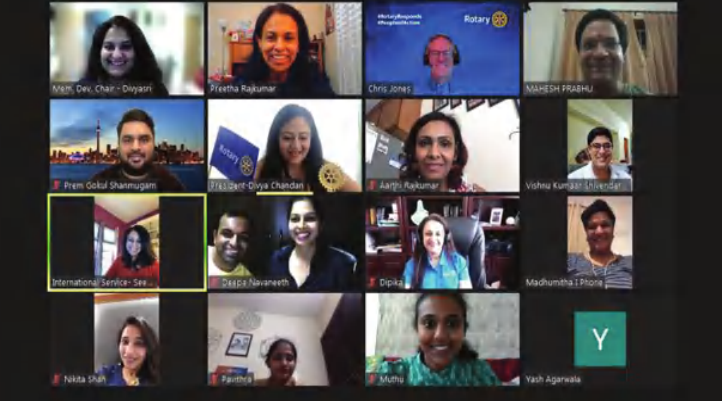 Mem. Dev. Chair - Divyasri
Preetha Rajkumar
#RotaryResponds
#PeopleofAction
Rotary
Chris Jones
MAHESH PRABHU
Prem Gokul Shanmugam
Rotary
President-Divya Chandan
Aarthi Rajkumar
Vishnu Kumaar Shivendar
International Service- See...
Deepa Navaneeth
Dipika
Madhumitha I Phone
Nikita Shah
Pavithra
Muthu
Y
Yash Agarwala